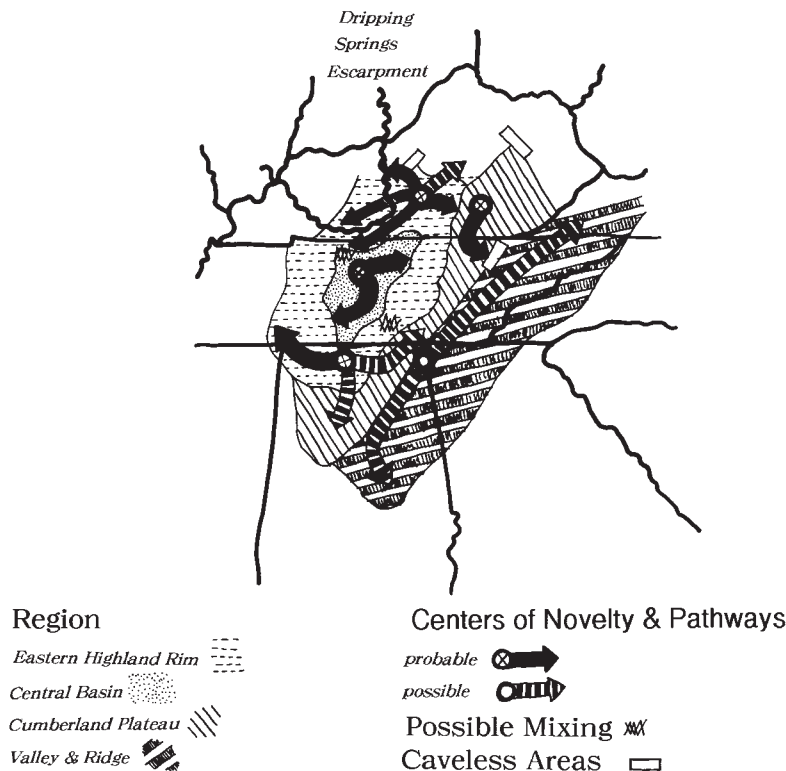 Dripping
Springs
Escarpment
Region
Eastern Highland Rim
Central Basin
Cumberland Plateau
Valley & Ridge
Centers of Novelty & Pathways
probable
possible
Possible Mixing
Caveless Areas